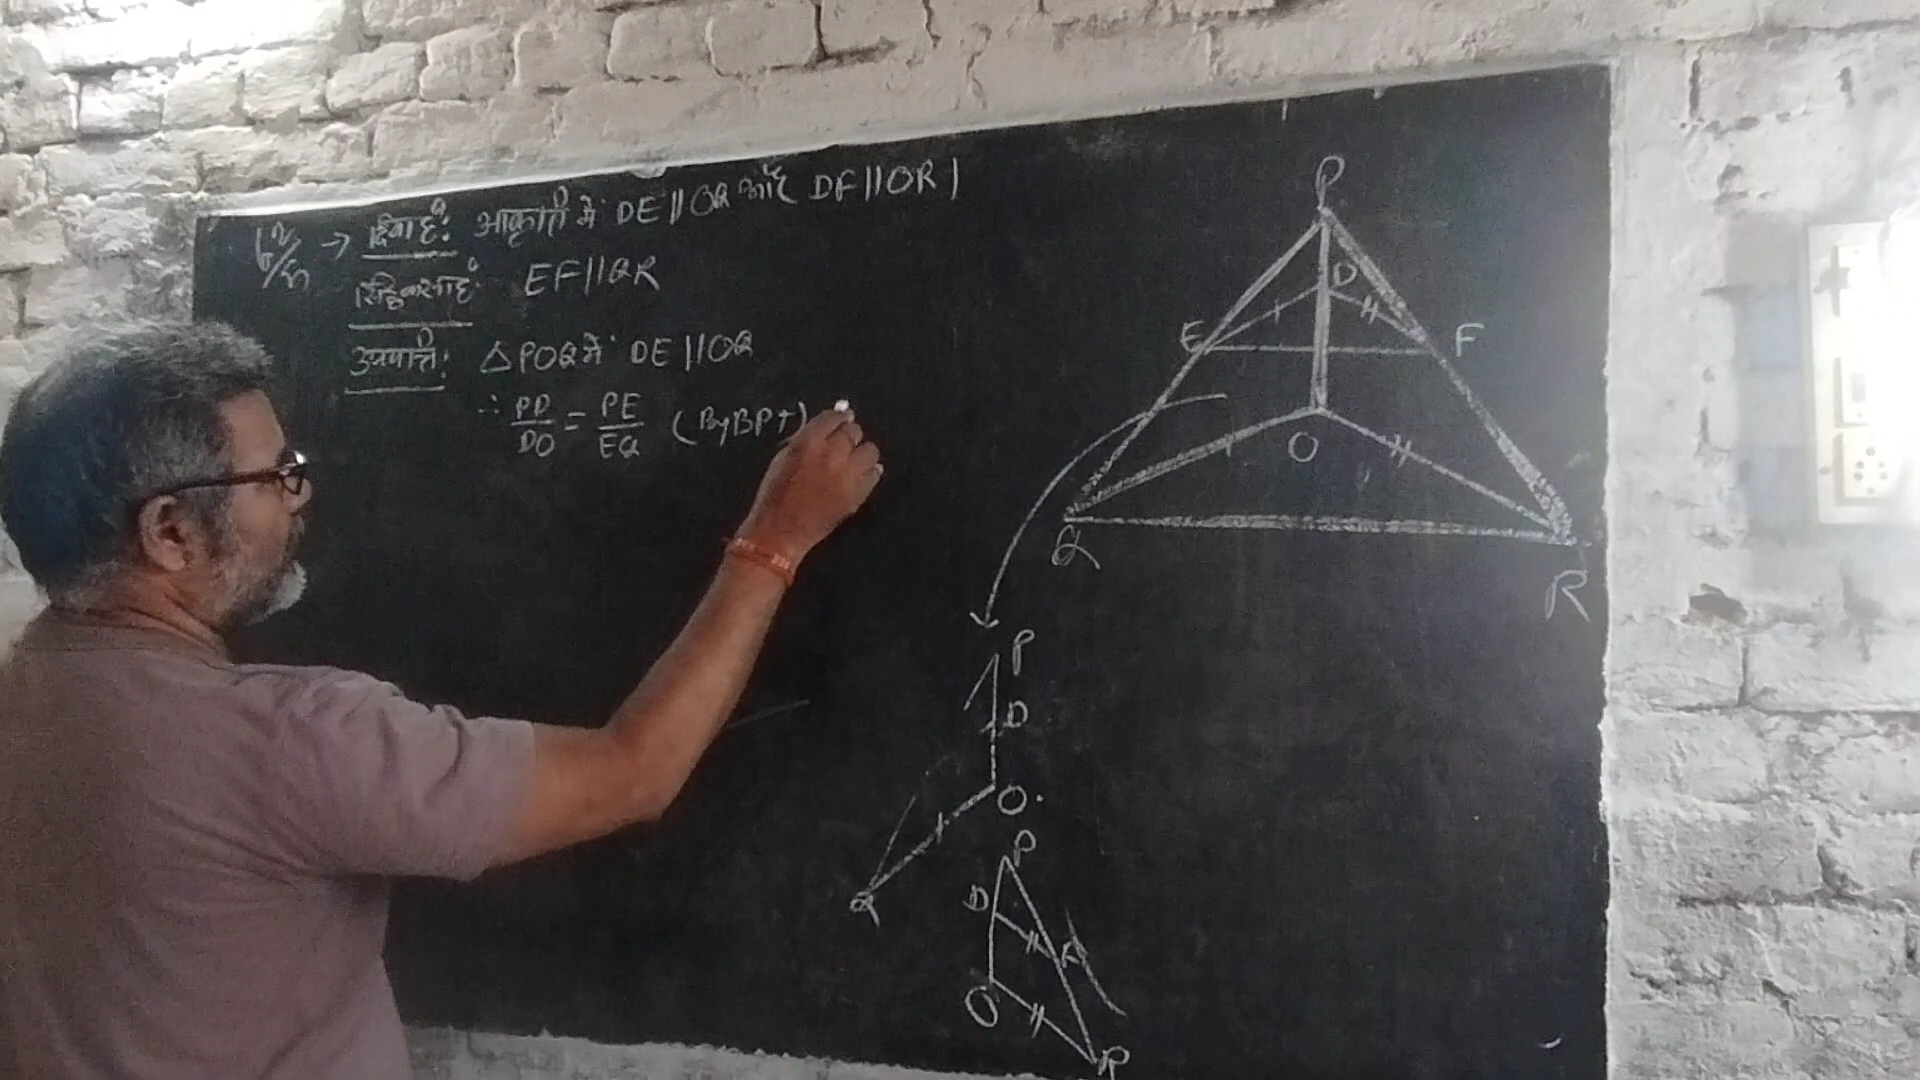 6.2/5 → दिया है: आकृति में DE||OQ और DF||OR |
सिद्ध करना है: EF||QR
उपपत्ति: △POQ में DE||OQ
∴ PD/DO = PE/EQ (By BPT)
P
D
E
F
O
Q
R
P
D
O.
Q
P
D
F
O
R